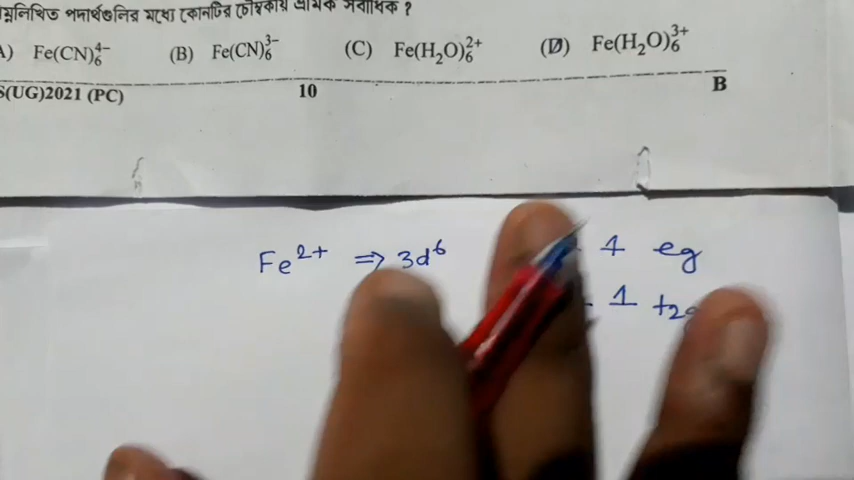 নিম্নলিখিত পদার্থগুলির মধ্যে কোনটির চৌম্বকীয় ভ্রামক সর্বাধিক ?
A) Fe(CN)₆⁴⁻ (B) Fe(CN)₆³⁻ (C) Fe(H₂O)₆²⁺ (D) Fe(H₂O)₆³⁺
S(UG)2021 (PC) 10 B
Fe²⁺ ⇒ 3d⁶ 1 eg
1 t₂g